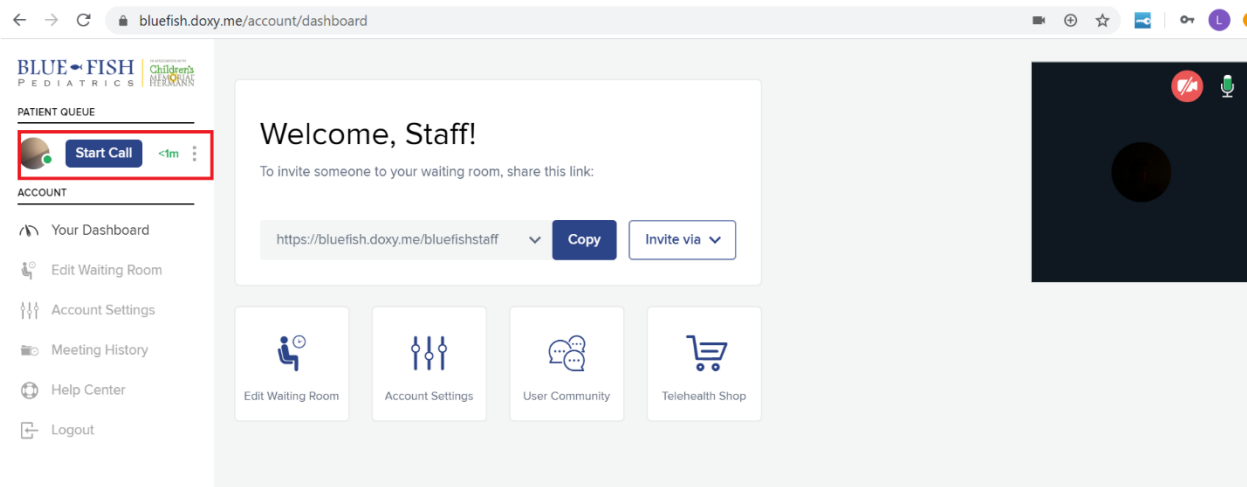 bluefish.doxy.me/account/dashboard
L
BLUE FISH
PEDIATRICS
Children's
MEMORIAL
HERMANN
PATIENT QUEUE
Start Call
<1m
ACCOUNT
Your Dashboard
Edit Waiting Room
Account Settings
Meeting History
Help Center
Logout
Welcome, Staff!
To invite someone to your waiting room, share this link:
https://bluefish.doxy.me/bluefishstaff
Copy
Invite via
Edit Waiting Room
Account Settings
User Community
Telehealth Shop